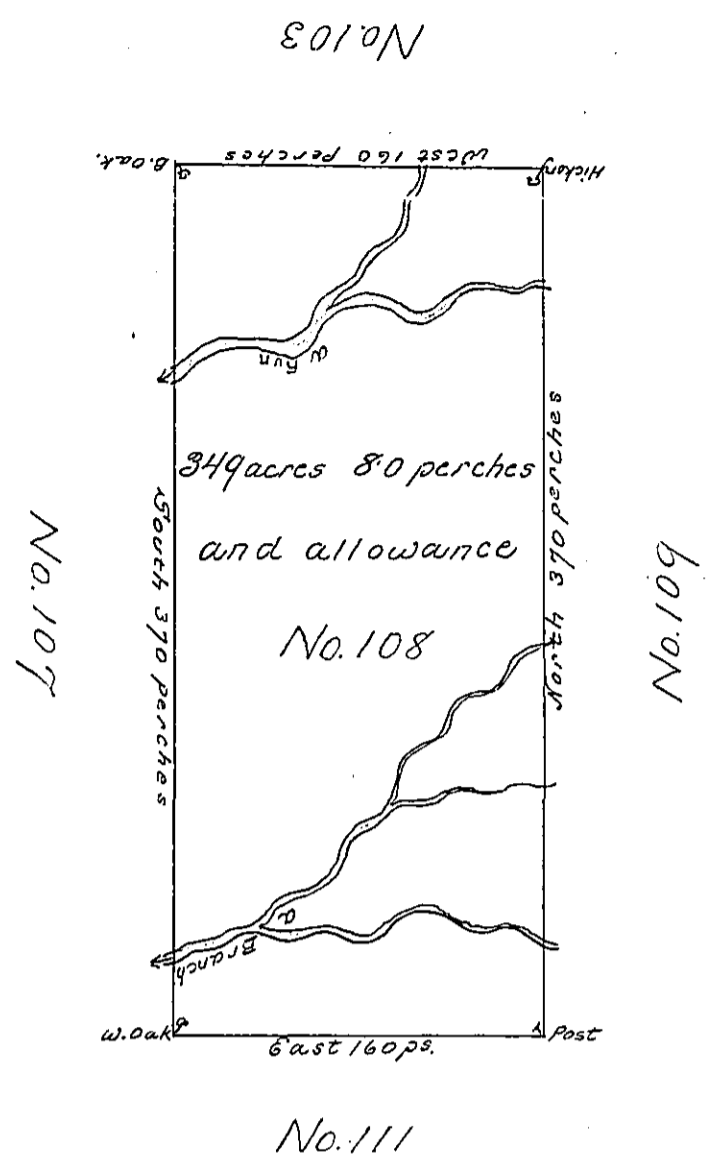 No.103
B.Oak.
West 160 perches
Hickory
a Run
349 acres 80 perches
and allowance
No.108
South 370 perches
North 370 perches
No.107
No.109
a
Branch
W.Oak
East 160 ps.
Post
No.111